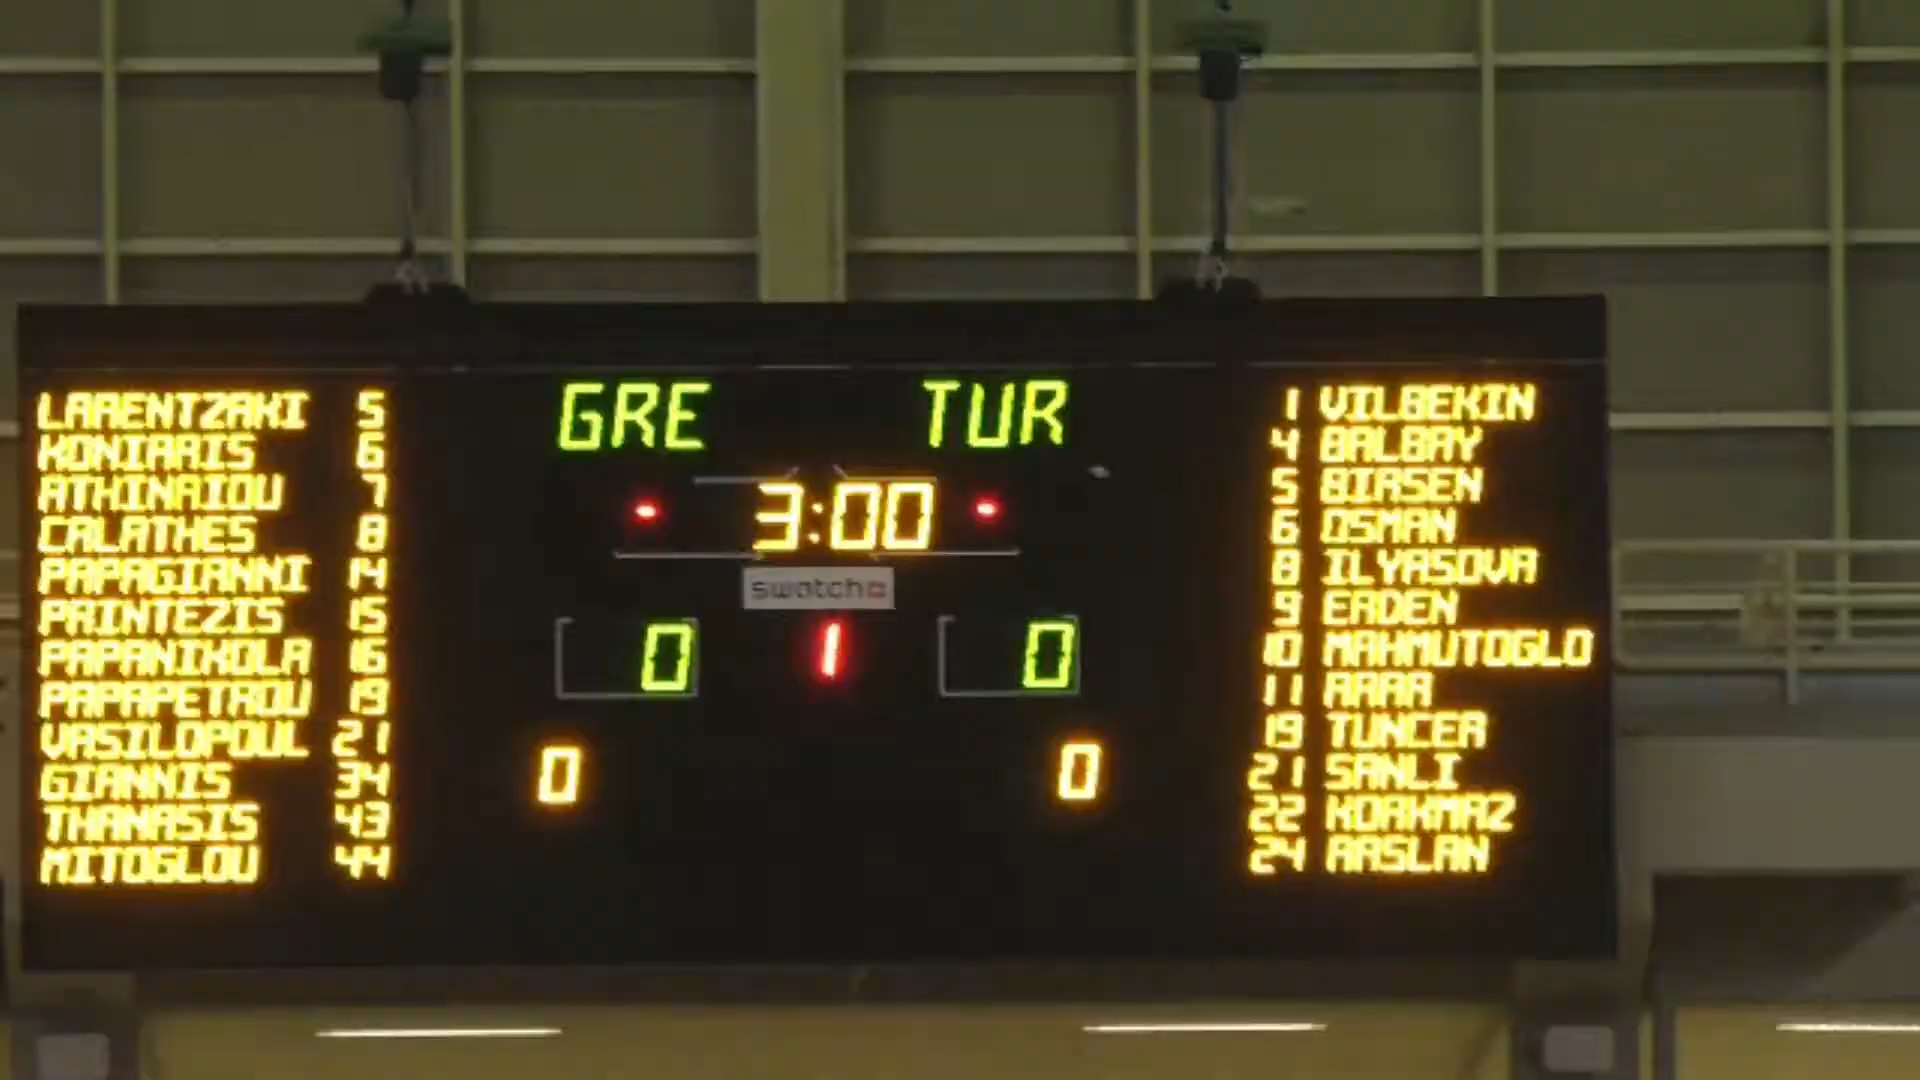 GRE TUR
3:00
swatch
0 1 0
0 0
LARENTZAKI 5
KONIARIS 6
ATHINAIOU 7
CALATHES 8
PAPAGIANNI 14
PRINTEZIS 15
PAPANIKOLA 16
PAPAPETROU 19
VASILOPOUL 21
GIANNIS 34
THANASIS 43
MITOGLOU 44
1 VILBEKIN
4 BALBAY
5 BIRSEN
6 OSMAN
8 ILYASOVA
9 ERDEN
10 MAHMUTOGLO
11 ARAR
19 TUNCER
21 SANLI
22 KORKMAZ
24 ARSLAN